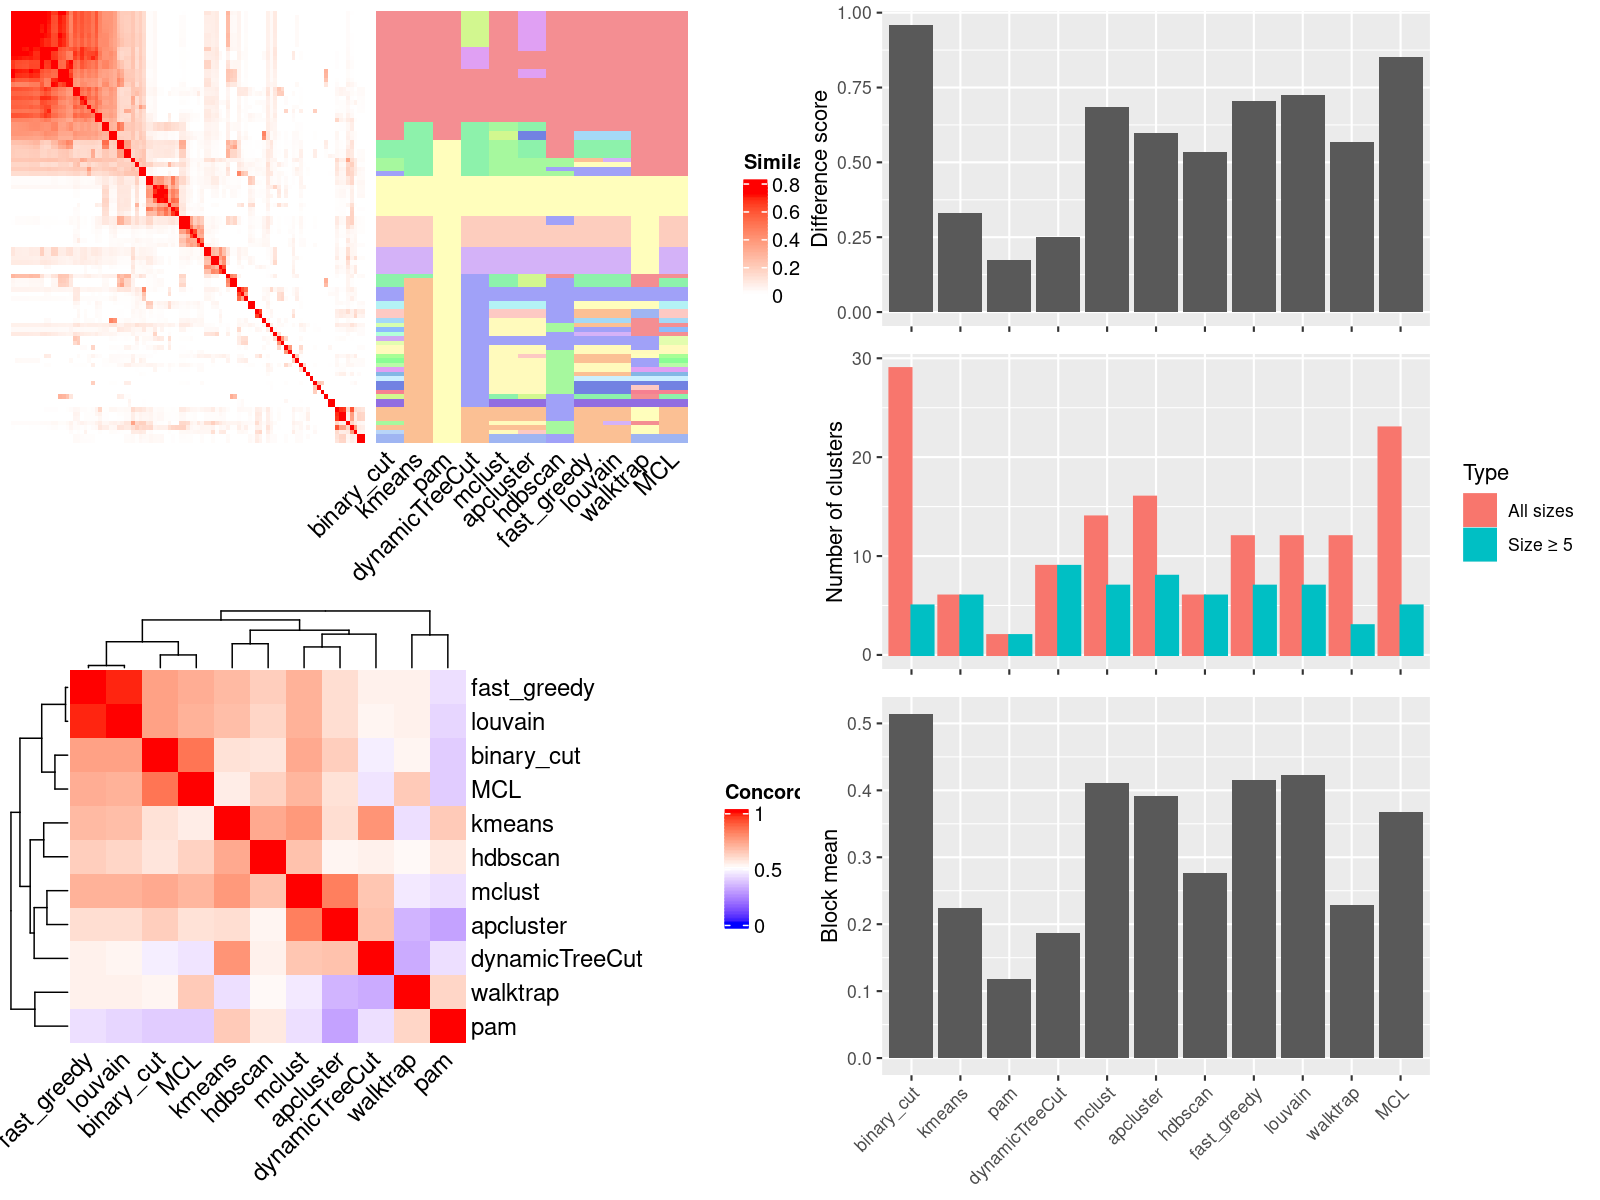 Simila
0.8
0.6
0.4
0.2
0
binary_cut
kmeans
pam
dynamicTreeCut
mclust
apcluster
hdbscan
fast_greedy
louvain
walktrap
MCL
fast_greedy
louvain
binary_cut
MCL
kmeans
hdbscan
mclust
apcluster
dynamicTreeCut
walktrap
pam
Concord
1
0.5
0
fast_greedy
louvain
binary_cut
MCL
kmeans
hdbscan
mclust
apcluster
dynamicTreeCut
walktrap
pam
Difference score
1.00
0.75
0.50
0.25
0.00
Number of clusters
30
20
10
0
Type
All sizes
Size ≥ 5
Block mean
0.5
0.4
0.3
0.2
0.1
0.0
binary_cut
kmeans
pam
dynamicTreeCut
mclust
apcluster
hdbscan
fast_greedy
louvain
walktrap
MCL